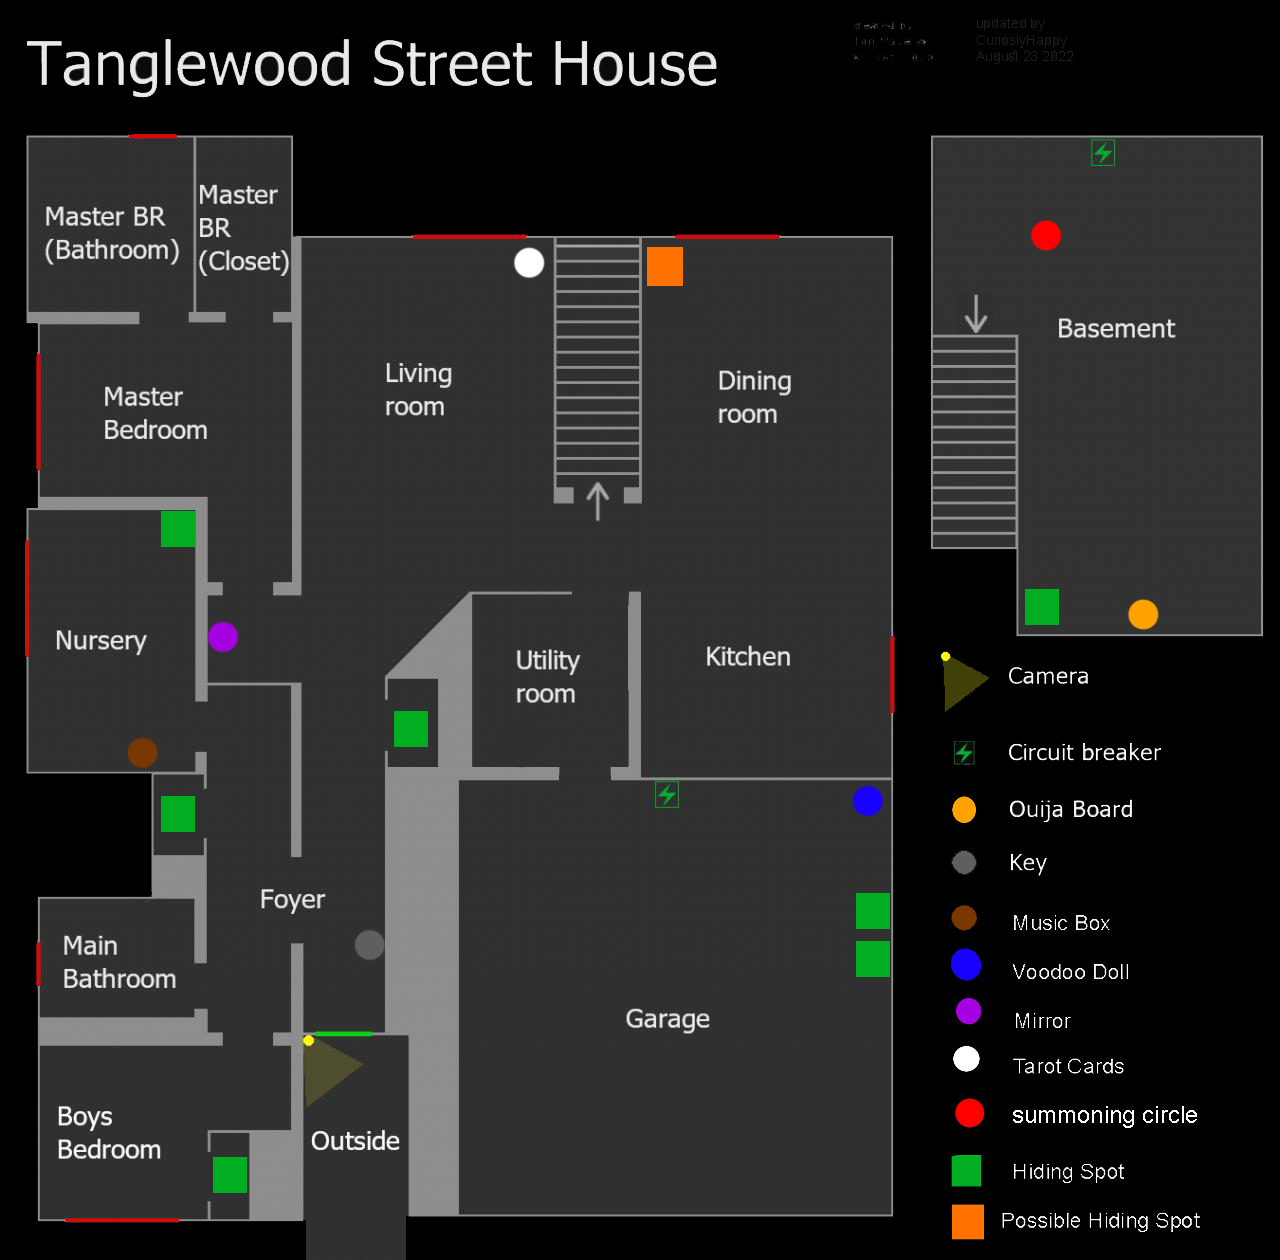 Tanglewood Street House
updated by
CurioslyHappy
August 23 2022
Master BR
(Bathroom)
Master
BR
(Closet)
Living
room
Dining
room
Basement
Master
Bedroom
Nursery
Utility
room
Kitchen
Foyer
Main
Bathroom
Garage
Boys
Bedroom
Outside
Camera
Circuit breaker
Ouija Board
Key
Music Box
Voodoo Doll
Mirror
Tarot Cards
summoning circle
Hiding Spot
Possible Hiding Spot